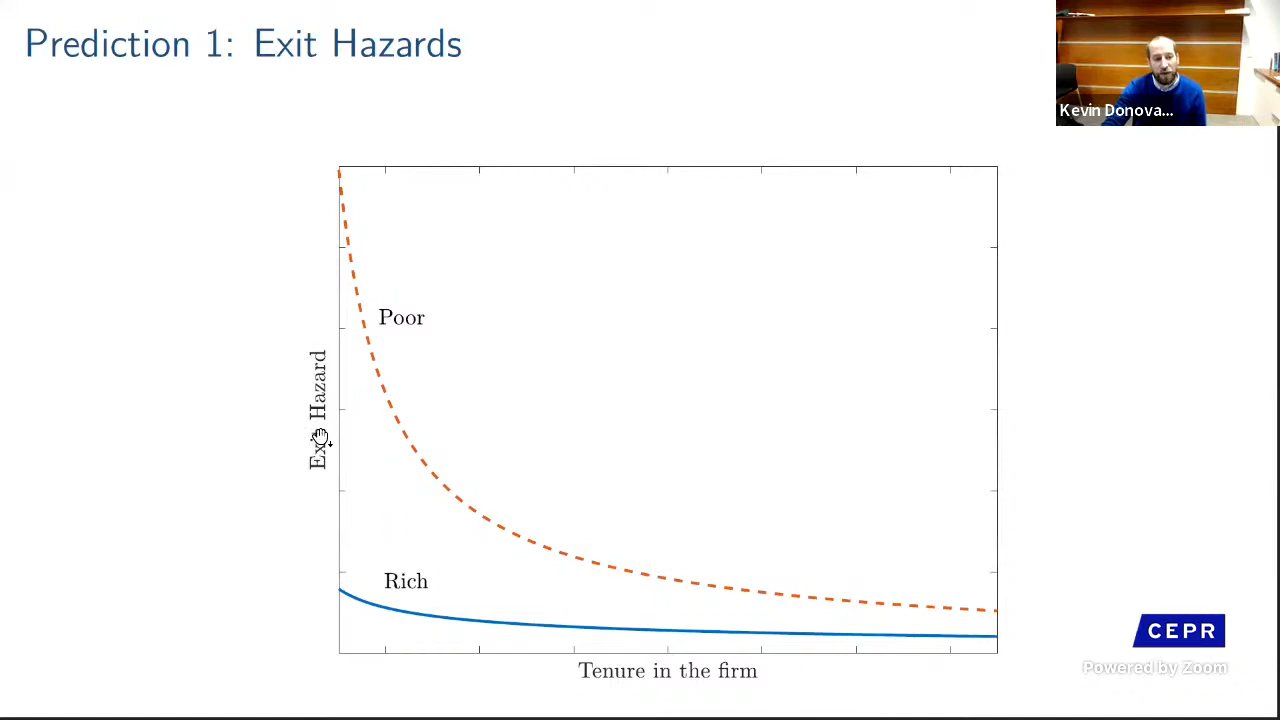 Prediction 1: Exit Hazards
Kevin Donova...
Poor
Exit Hazard
Rich
Tenure in the firm
CEPR
Powered by Zoom